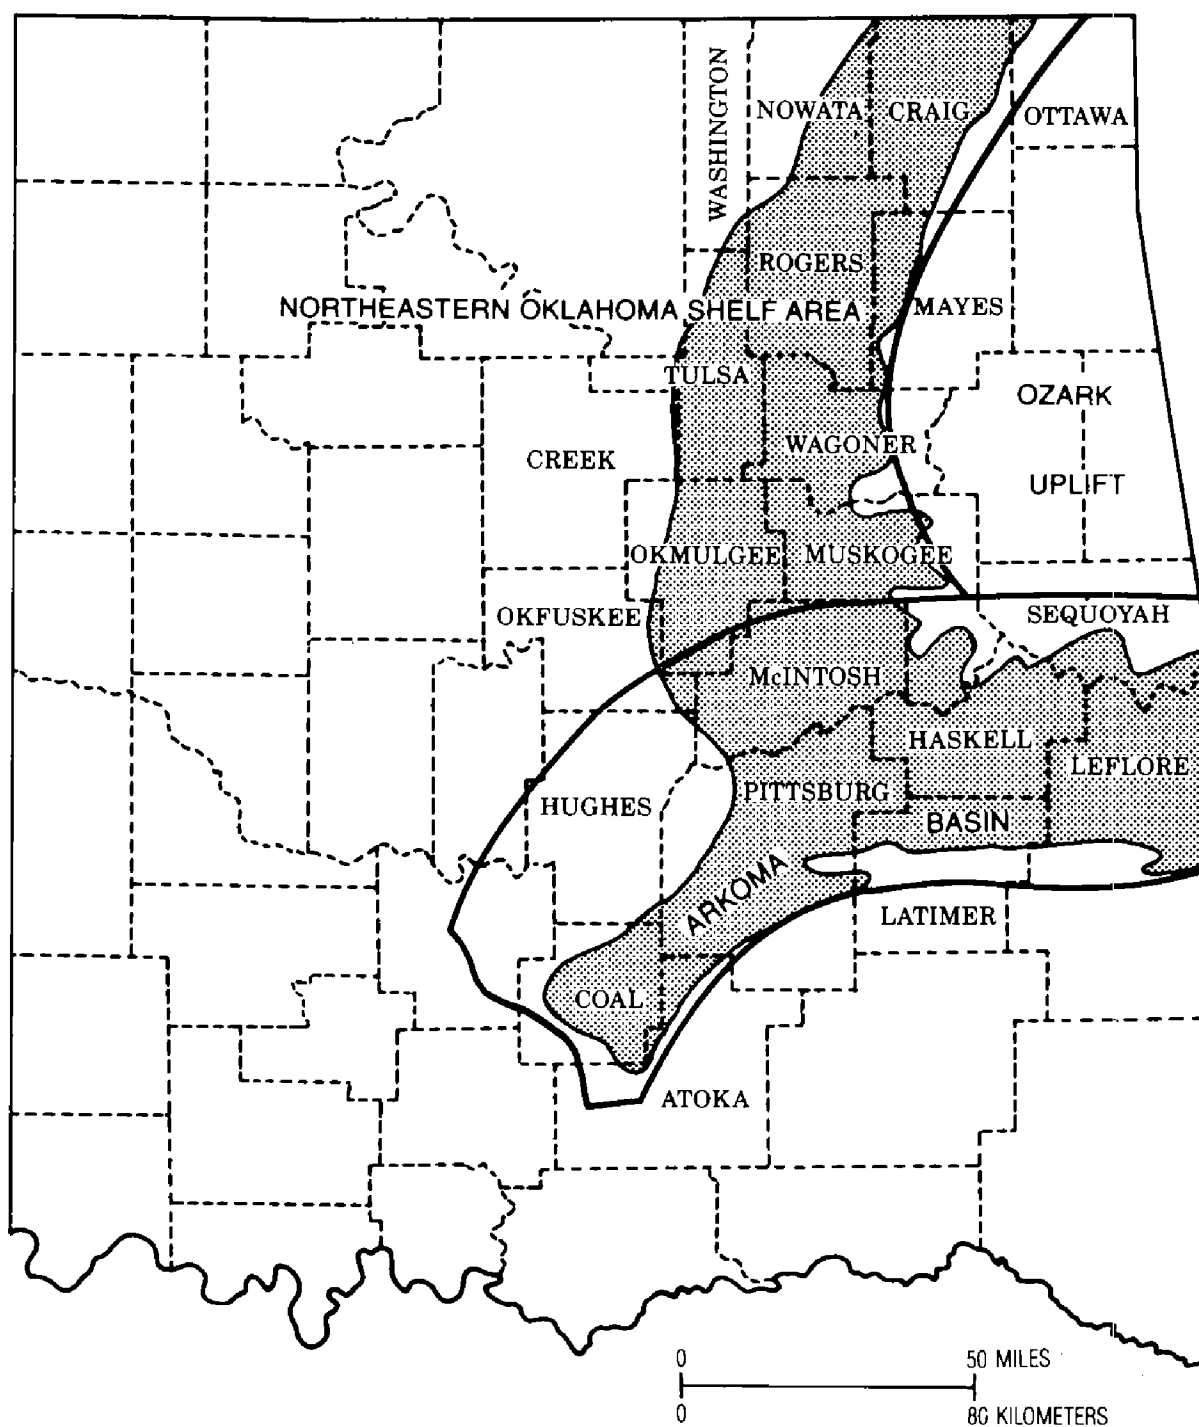 WASHINGTON
NOWATA
CRAIG
OTTAWA
ROGERS
NORTHEASTERN OKLAHOMA SHELF AREA
MAYES
TULSA
OZARK
UPLIFT
WAGONER
CREEK
OKMULGEE
MUSKOGEE
OKFUSKEE
SEQUOYAH
McINTOSH
HASKELL
LEFLORE
HUGHES
PITTSBURG
ARKOMA
BASIN
LATIMER
COAL
ATOKA
0 50 MILES
0 80 KILOMETERS